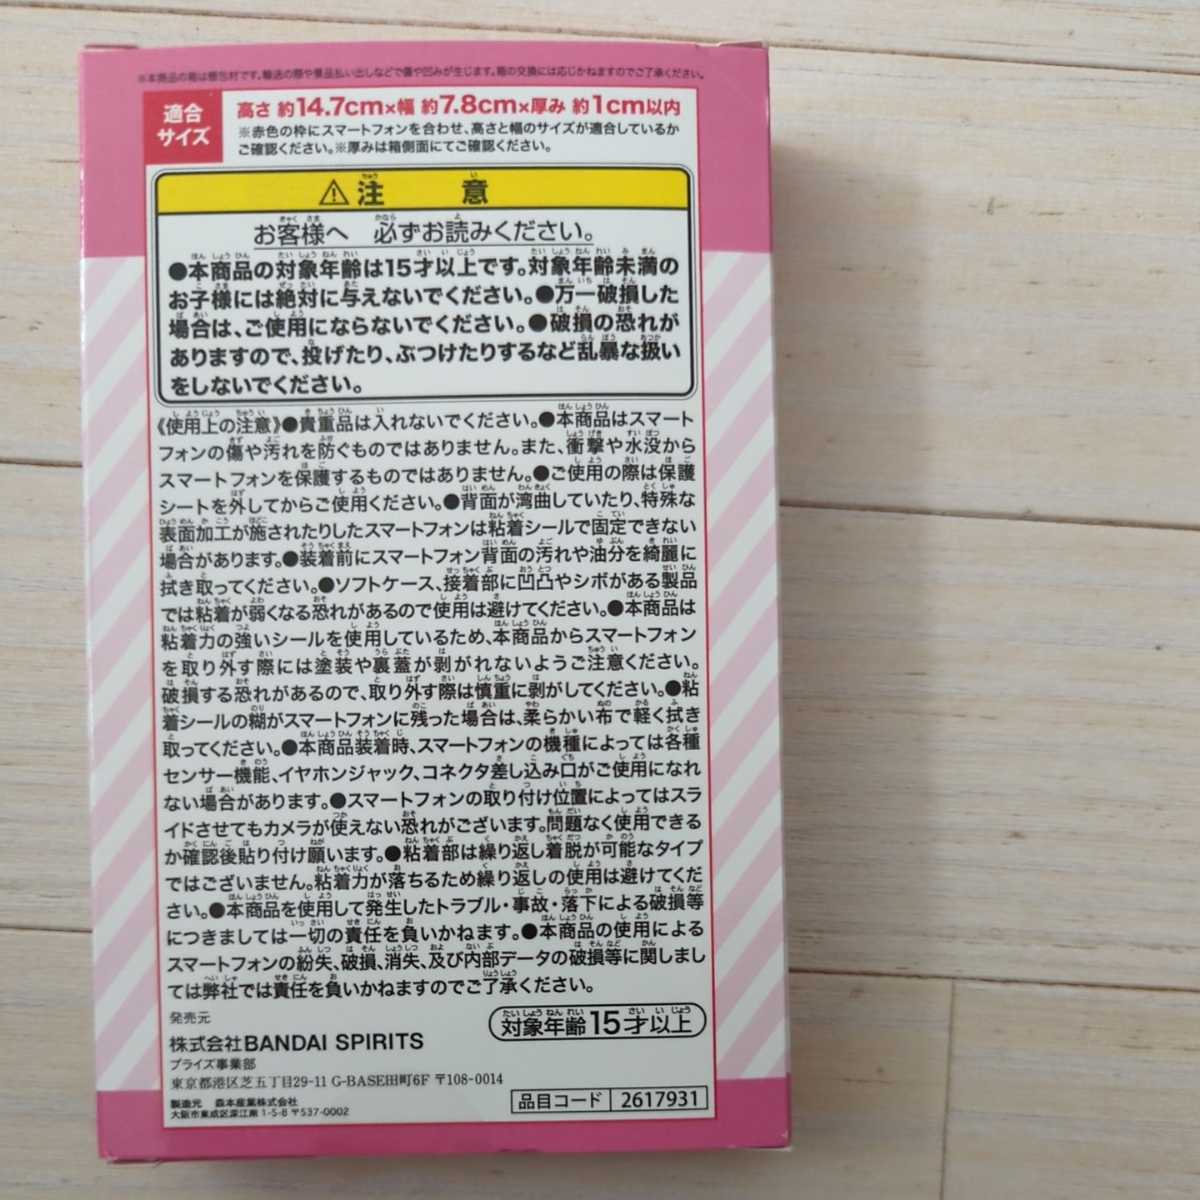 ※本商品の箱は梱包材です。輸送の際や景品払い出しなどで傷や凹みが生じます。箱の交換には応じかねますのでご了承ください。
適合
サイズ
高さ 約14.7cm×幅 約7.8cm×厚み 約1cm以内
※赤色の枠にスマートフォンを合わせ、高さと幅のサイズが適合しているか
ご確認ください。※厚みは箱側面にてご確認ください。
⚠注意
お客様へ 必ずお読みください。
●本商品の対象年齢は15才以上です。対象年齢未満の
お子様には絶対に与えないでください。●万一破損した
場合は、ご使用にならないでください。●破損の恐れが
ありますので、投げたり、ぶつけたりするなど乱暴な扱い
をしないでください。
《使用上の注意》●貴重品は入れないでください。●本商品はスマート
フォンの傷や汚れを防ぐものではありません。また、衝撃や水没から
スマートフォンを保護するものではありません。●ご使用の際は保護
シートを外してからご使用ください。●背面が湾曲していたり、特殊な
表面加工が施されたりしたスマートフォンは粘着シールで固定できない
場合があります。●装着前にスマートフォン背面の汚れや油分を綺麗に
拭き取ってください。●ソフトケース、接着部に凹凸やシボがある製品
では粘着が弱くなる恐れがあるので使用は避けてください。●本商品は
粘着力の強いシールを使用しているため、本商品からスマートフォン
を取り外す際には塗装や裏蓋が剥がれないようご注意ください。
破損する恐れがあるので、取り外す際は慎重に剥がしてください。●粘
着シールの糊がスマートフォンに残った場合は、柔らかい布で軽く拭き
取ってください。●本商品装着時、スマートフォンの機種によっては各種
センサー機能、イヤホンジャック、コネクタ差し込み口がご使用になれ
ない場合があります。●スマートフォンの取り付け位置によってはスラ
イドさせてもカメラが使えない恐れがございます。問題なく使用できる
か確認後貼り付け願います。●粘着部は繰り返し着脱が可能なタイプ
ではございません。粘着力が落ちるため繰り返しの使用は避けてくだ
さい。●本商品を使用して発生したトラブル・事故・落下による破損等
につきましては一切の責任を負いかねます。●本商品の使用による
スマートフォンの紛失、破損、消失、及び内部データの破損等に関しまし
ては弊社では責任を負いかねますのでご了承ください。
発売元
株式会社BANDAI SPIRITS
プライズ事業部
東京都港区芝五丁目29-11 G-BASE田町6F 〒108-0014
対象年齢15才以上
製造元 森本産業株式会社
大阪市東成区深江南1-5-8 〒537-0002
品目コード 2617931